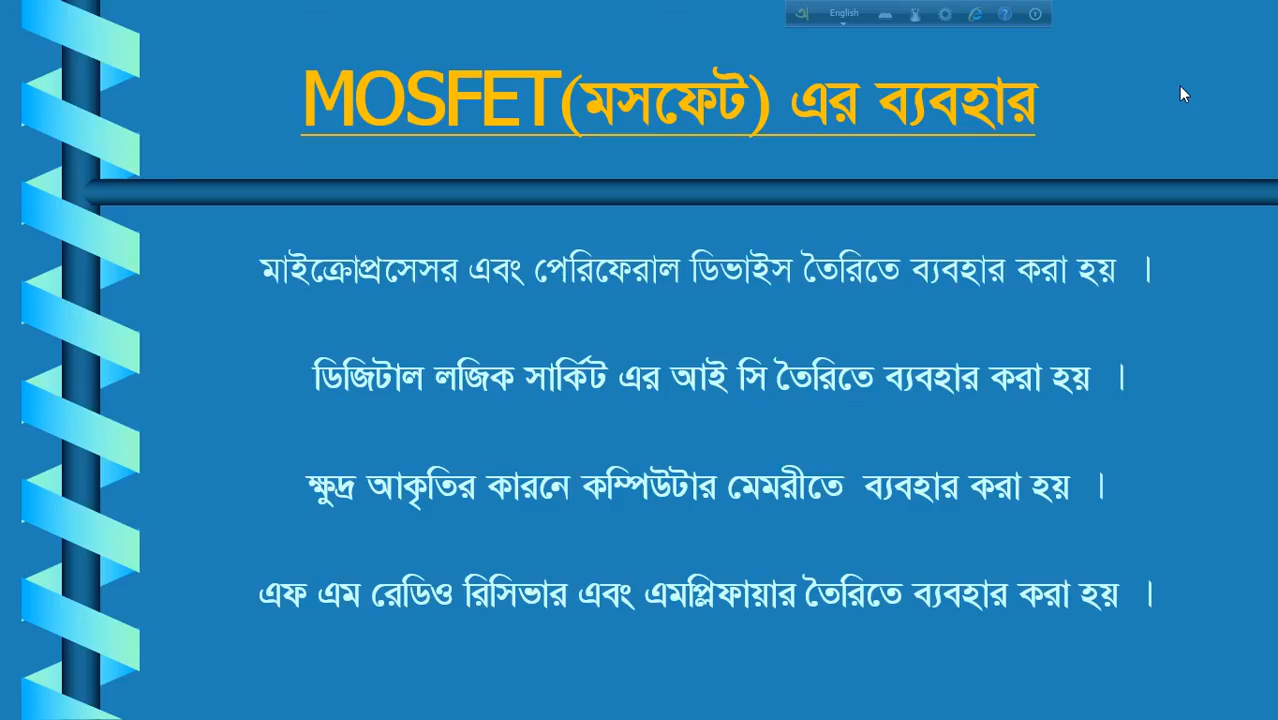 English
MOSFET(মসফেট) এর ব্যবহার
মাইক্রোপ্রসেসর এবং পেরিফেরাল ডিভাইস তৈরিতে ব্যবহার করা হয় ।
ডিজিটাল লজিক সার্কিট এর আই সি তৈরিতে ব্যবহার করা হয় ।
ক্ষুদ্র আকৃতির কারনে কম্পিউটার মেমরীতে ব্যবহার করা হয় ।
এফ এম রেডিও রিসিভার এবং এমপ্লিফায়ার তৈরিতে ব্যবহার করা হয় ।